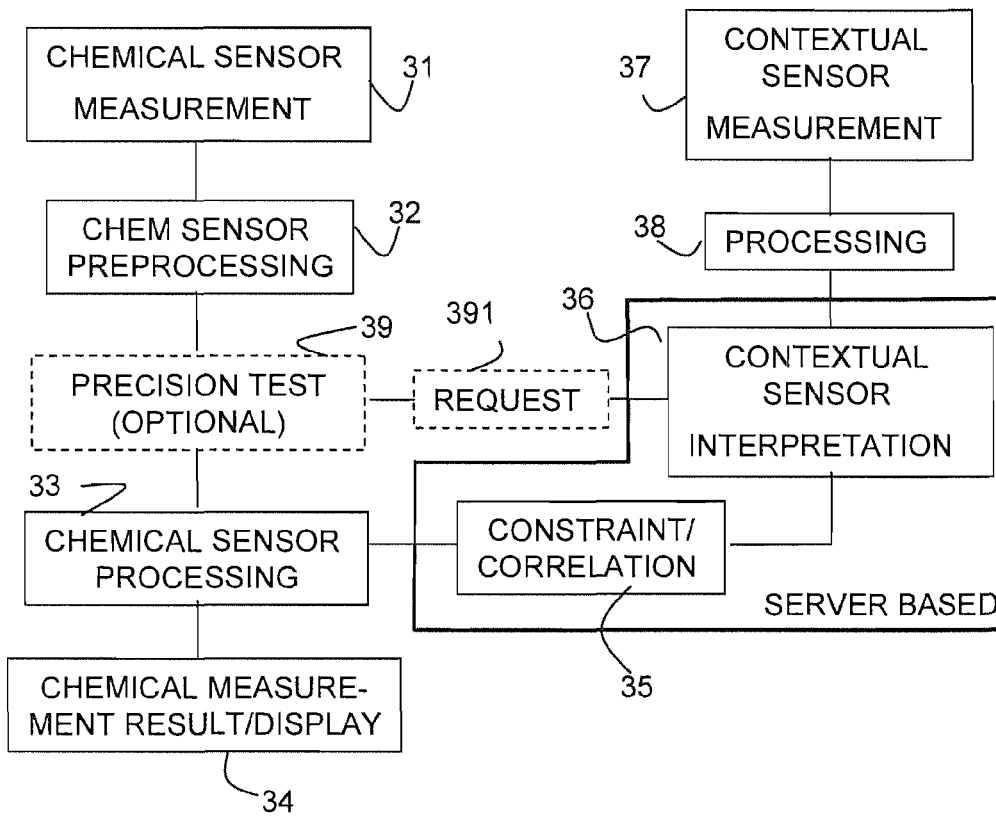 CHEMICAL SENSOR
MEASUREMENT
31
CONTEXTUAL
SENSOR
MEASUREMENT
37
CHEM SENSOR
PREPROCESSING
32
38
PROCESSING
39
391
36
PRECISION TEST
(OPTIONAL)
REQUEST
CONTEXTUAL
SENSOR
INTERPRETATION
33
CHEMICAL SENSOR
PROCESSING
CONSTRAINT/
CORRELATION
SERVER BASED
35
CHEMICAL MEASURE-
MENT RESULT/DISPLAY
34